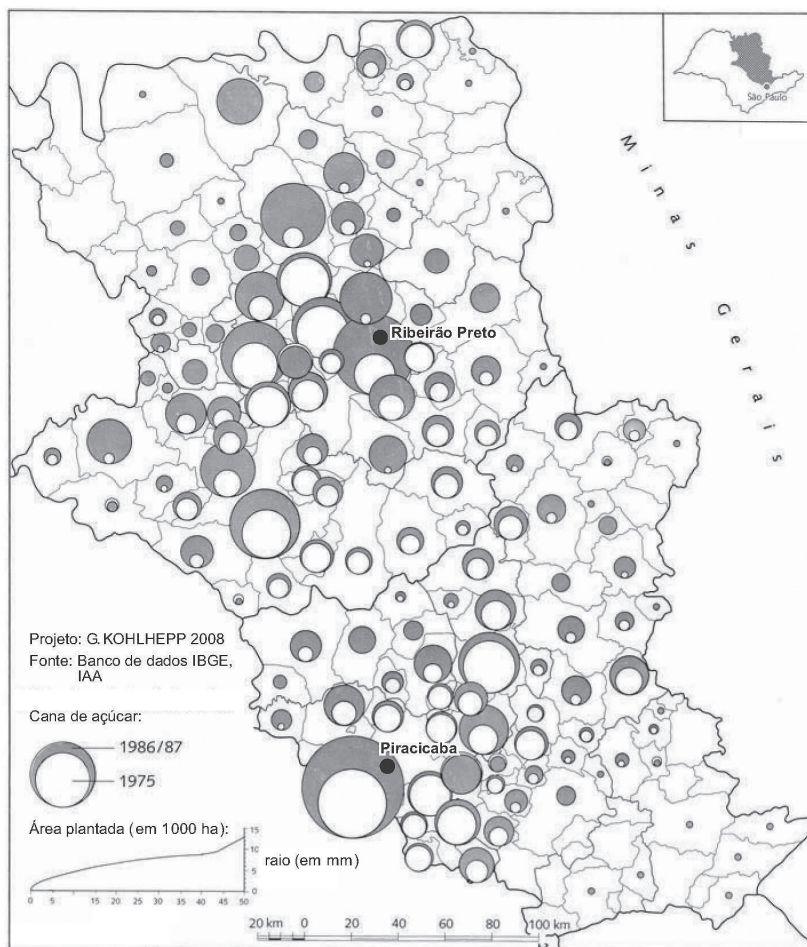 São Paulo
Minas Gerais
Ribeirão Preto
Projeto: G. KOHLHEPP 2008
Fonte: Banco de dados IBGE,
IAA
Cana de açúcar:
1986/87
1975
Piracicaba
Área plantada (em 1000 ha):
15
10
5
0
raio (em mm)
0 5 10 15 20 25 30 35 40 45 50
20 km 0 20 40 60 80 100 km